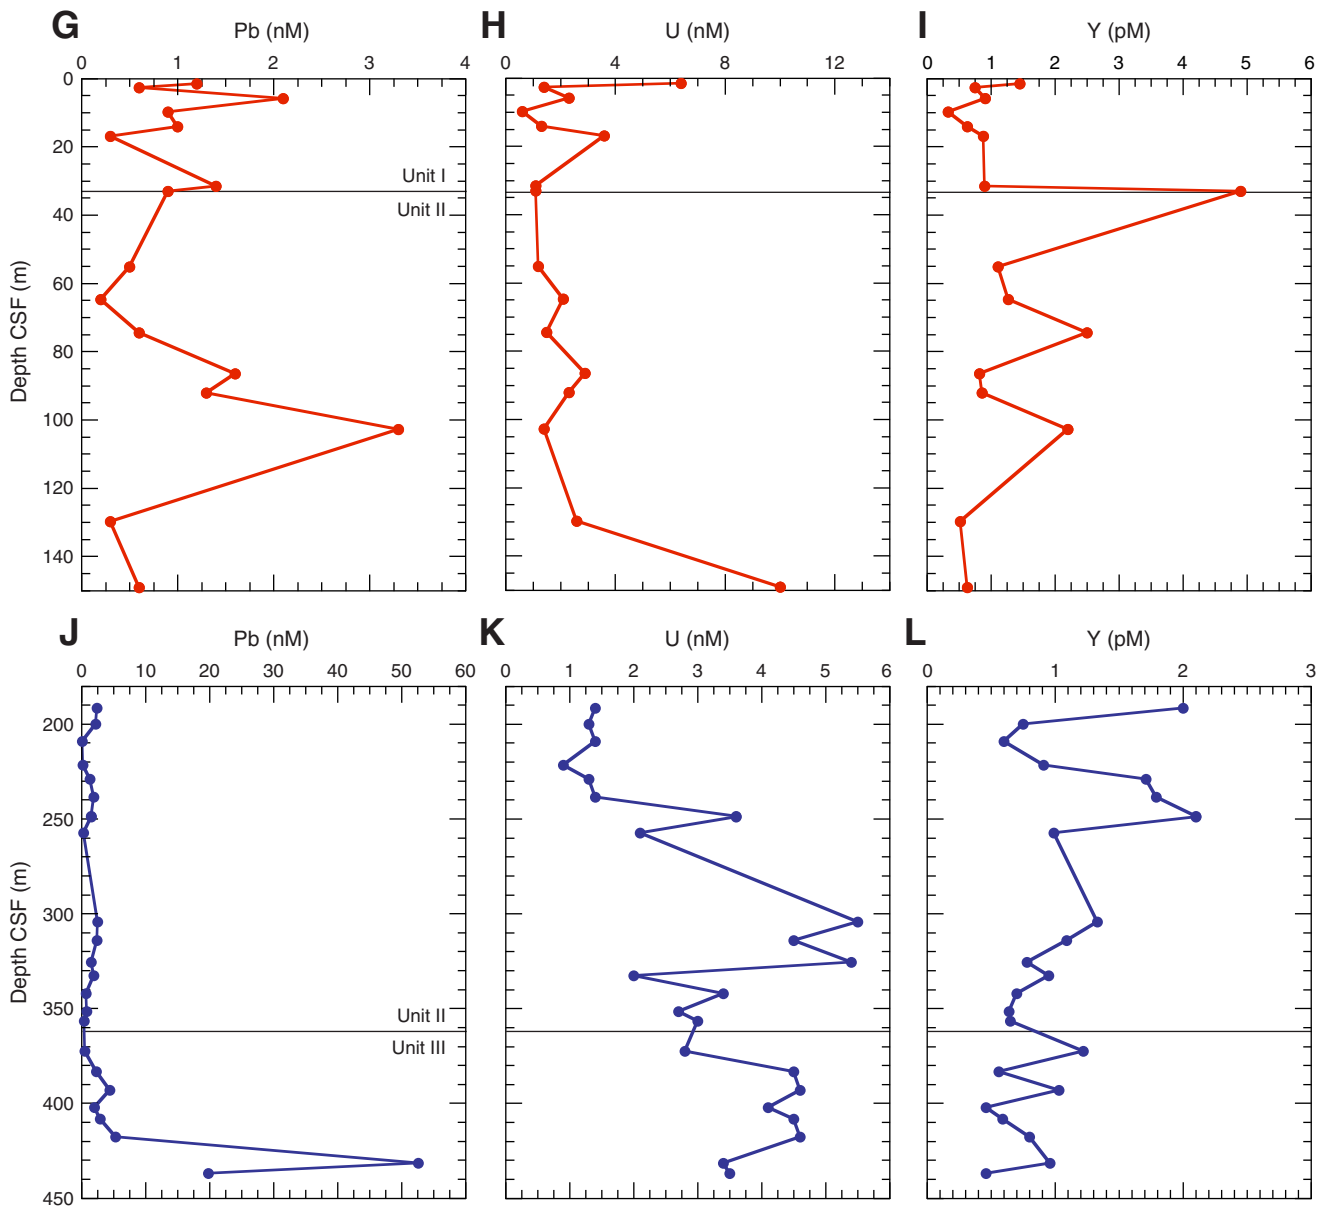 G Pb (nM) H U (nM) I Y (pM)
0 1 2 3 4 0 4 8 12 0 1 2 3 4 5 6
0
20
Unit I
Unit II
40
60
80
100
120
140
Depth CSF (m)
J Pb (nM) K U (nM) L Y (pM)
0 10 20 30 40 50 60 0 1 2 3 4 5 6 0 1 2 3
200
250
300
350
Unit II
Unit III
400
450
Depth CSF (m)